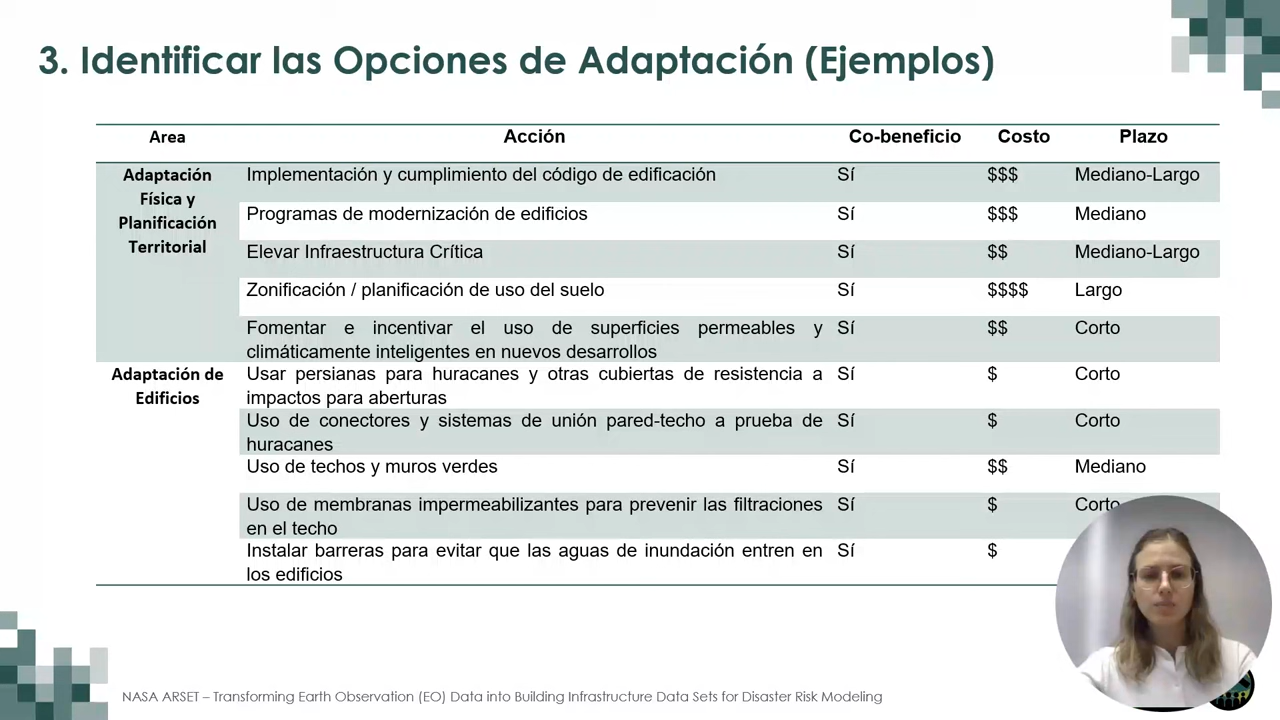 3. Identificar las Opciones de Adaptación (Ejemplos)
Area Acción Co-beneficio Costo Plazo
Adaptación Física y Planificación Territorial
Implementación y cumplimiento del código de edificación Sí $$$ Mediano-Largo
Programas de modernización de edificios Sí $$$ Mediano
Elevar Infraestructura Crítica Sí $$ Mediano-Largo
Zonificación / planificación de uso del suelo Sí $$$$ Largo
Fomentar e incentivar el uso de superficies permeables y Sí $$ Corto
climáticamente inteligentes en nuevos desarrollos
Adaptación de Edificios
Usar persianas para huracanes y otras cubiertas de resistencia a Sí $ Corto
impactos para aberturas
Uso de conectores y sistemas de unión pared-techo a prueba de Sí $ Corto
huracanes
Uso de techos y muros verdes Sí $$ Mediano
Uso de membranas impermeabilizantes para prevenir las filtraciones Sí $ Corto
en el techo
Instalar barreras para evitar que las aguas de inundación entren en Sí $
los edificios
NASA ARSET – Transforming Earth Observation (EO) Data into Building Infrastructure Data Sets for Disaster Risk Modeling